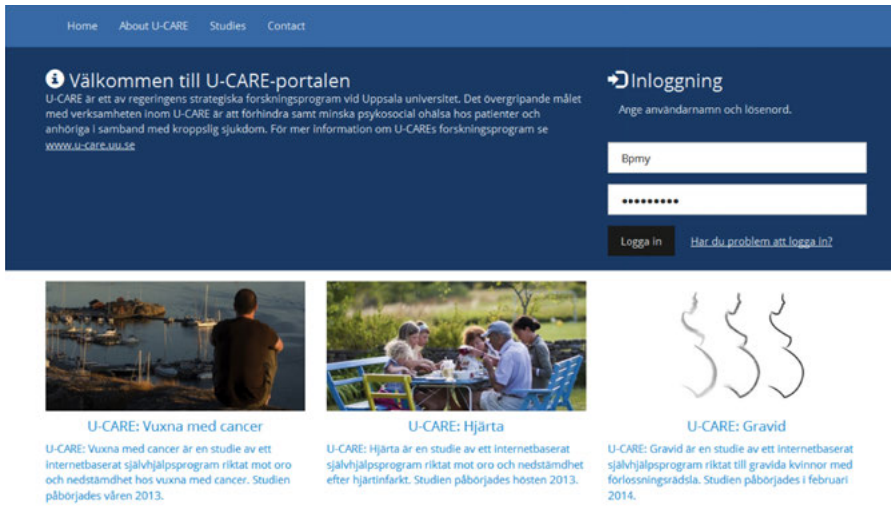 Home About U-CARE Studies Contact
Välkommen till U-CARE-portalen
U-CARE är ett av regeringens strategiska forskningsprogram vid Uppsala universitet. Det övergripande målet
med verksamheten inom U-CARE är att förhindra samt minska psykosocial ohälsa hos patienter och
anhöriga i samband med kroppslig sjukdom. För mer information om U-CAREs forskningsprogram se
www.u-care.uu.se
Inloggning
Ange användarnamn och lösenord.
Bpmy
•••••••••
Logga in Har du problem att logga in?
U-CARE: Vuxna med cancer
U-CARE: Vuxna med cancer är en studie av ett
internetbaserat självhjälpsprogram riktat mot oro
och nedstämdhet hos vuxna med cancer. Studien
påbörjades våren 2013.
U-CARE: Hjärta
U-CARE: Hjärta är en studie av ett internetbaserat
självhjälpsprogram riktat mot oro och nedstämdhet
efter hjärtinfarkt. Studien påbörjades hösten 2013.
U-CARE: Gravid
U-CARE: Gravid är en studie av ett internetbaserat
självhjälpsprogram riktat till gravida kvinnor med
förlossningsrädsla. Studien påbörjades i februari
2014.